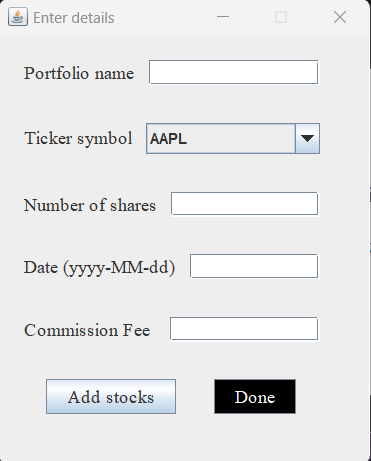 Enter details
Portfolio name
Ticker symbol AAPL
Number of shares
Date (yyyy-MM-dd)
Commission Fee
Add stocks Done